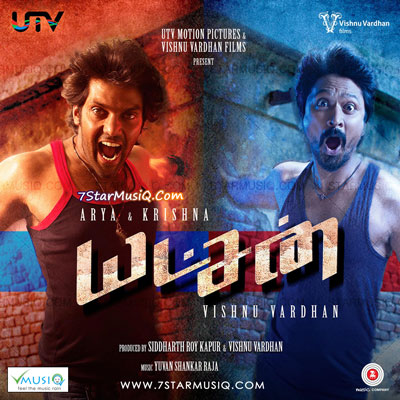 UTV
Vishnu Vardhan
films
UTV MOTION PICTURES &
VISHNU VARDHAN FILMS
PRESENT
7StarMusiQ.Com
ARYA & KRISHNA
யட்சன்
VISHNU VARDHAN
PRODUCED BY SIDDHARTH ROY KAPUR & VISHNU VARDHAN
MUSIC YUVAN SHANKAR RAJA
VMUSIQ
feel the music rain
WWW.7STARMUSIQ.COM